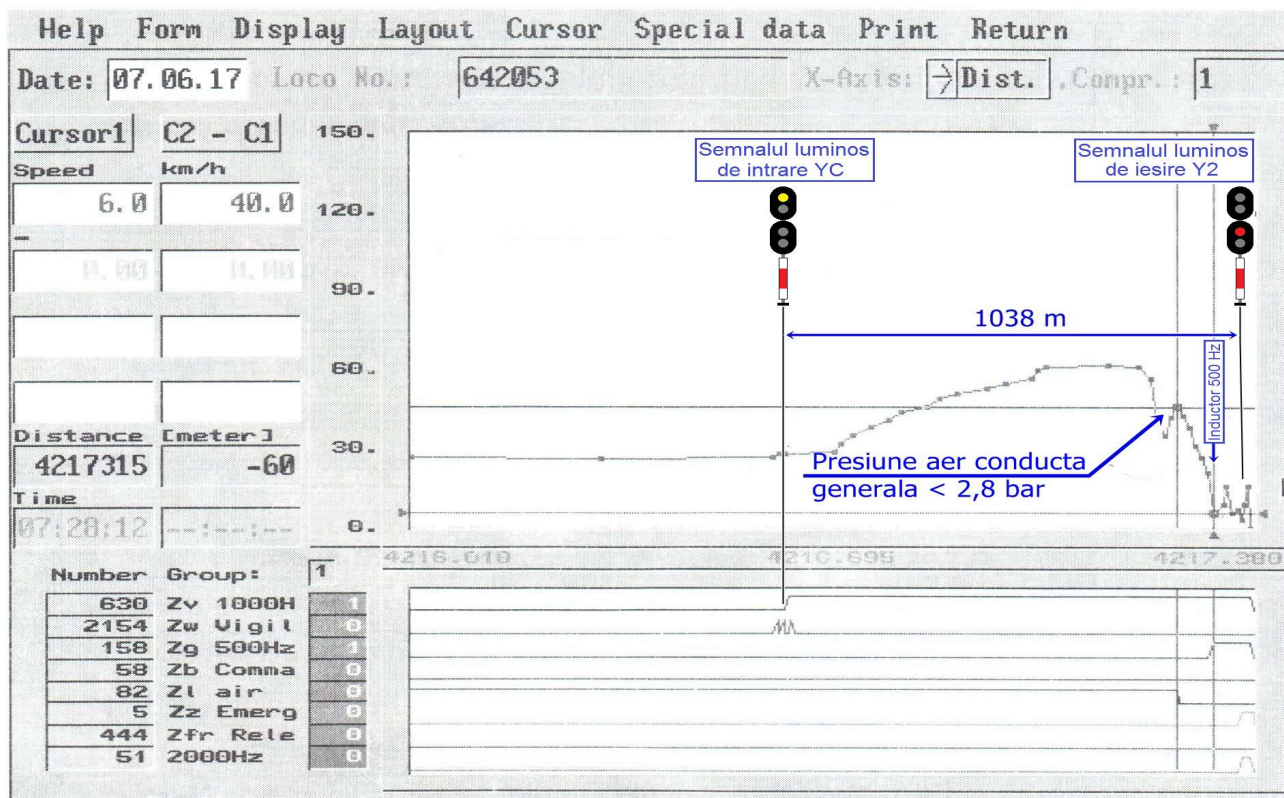 Help Form Display Layout Cursor Special data Print Return
Date: 07.06.17 Loco No.: 642053 X-Axis: Dist. ,Compr.: 1
Cursor1 C2 - C1
Speed km/h
6.0 40.0
0.00 0.00
Distance [meter]
4217315 -60
Time
07:28:12 --:--:--
150.
120.
90.
60.
30.
0.
Semnalul luminos
de intrare YC
Semnalul luminos
de iesire Y2
1038 m
Inductor 500 Hz
Presiune aer conducta
generala < 2,8 bar
4216.010 4216.695 4217.380
Number Group: 1
630 Zv 1000H 1
2154 Zw Vigil 0
158 Zg 500Hz 1
58 Zb Comma 0
82 Zl air 0
5 Zz Emerg 0
444 Zfr Rele 0
51 2000Hz 0